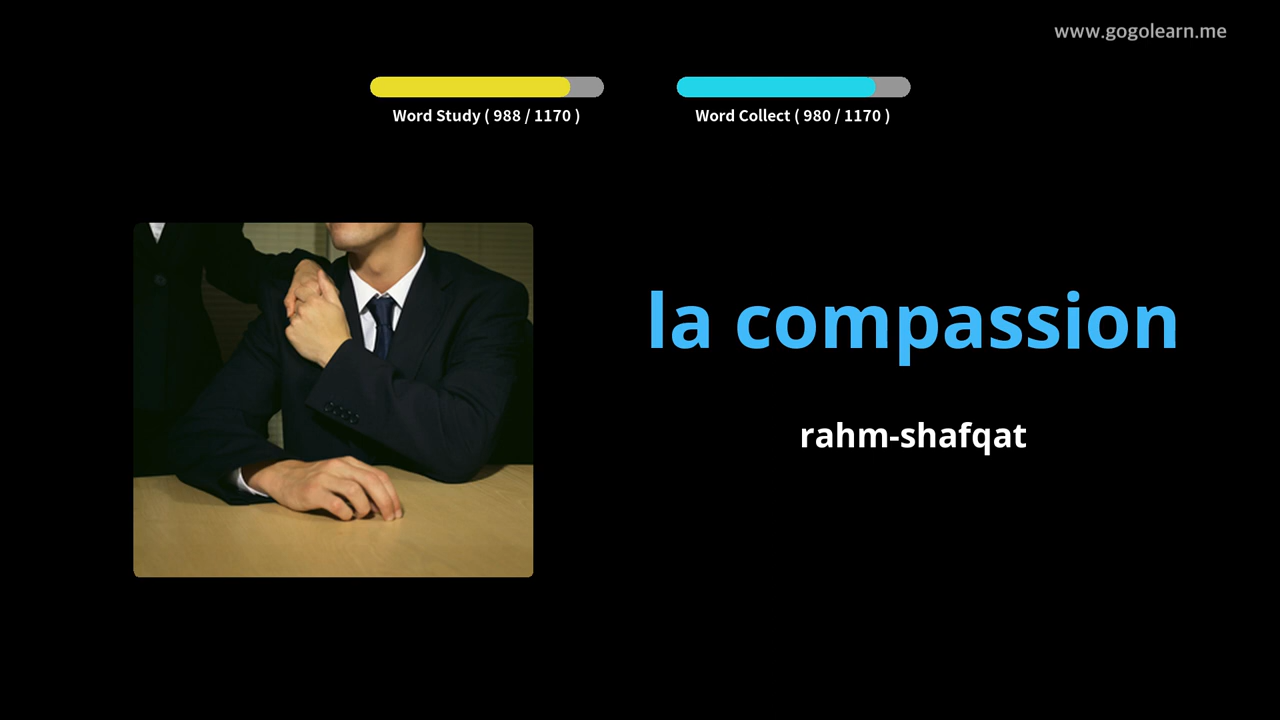 www.gogolearn.me
Word Study ( 988 / 1170 )
Word Collect ( 980 / 1170 )
la compassion
rahm-shafqat